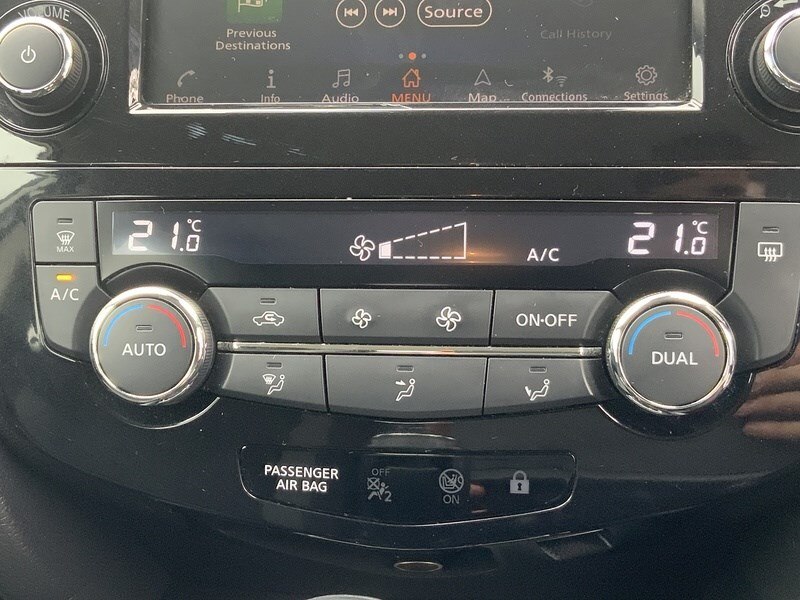 VOLUME
Previous
Destinations
Source
Call History
Phone
Info
Audio
MENU
Map
Connections
Settings
MAX
21.0 °C
A/C
21.0 °C
A/C
AUTO
ON·OFF
DUAL
PASSENGER
AIR BAG
OFF
2
ON